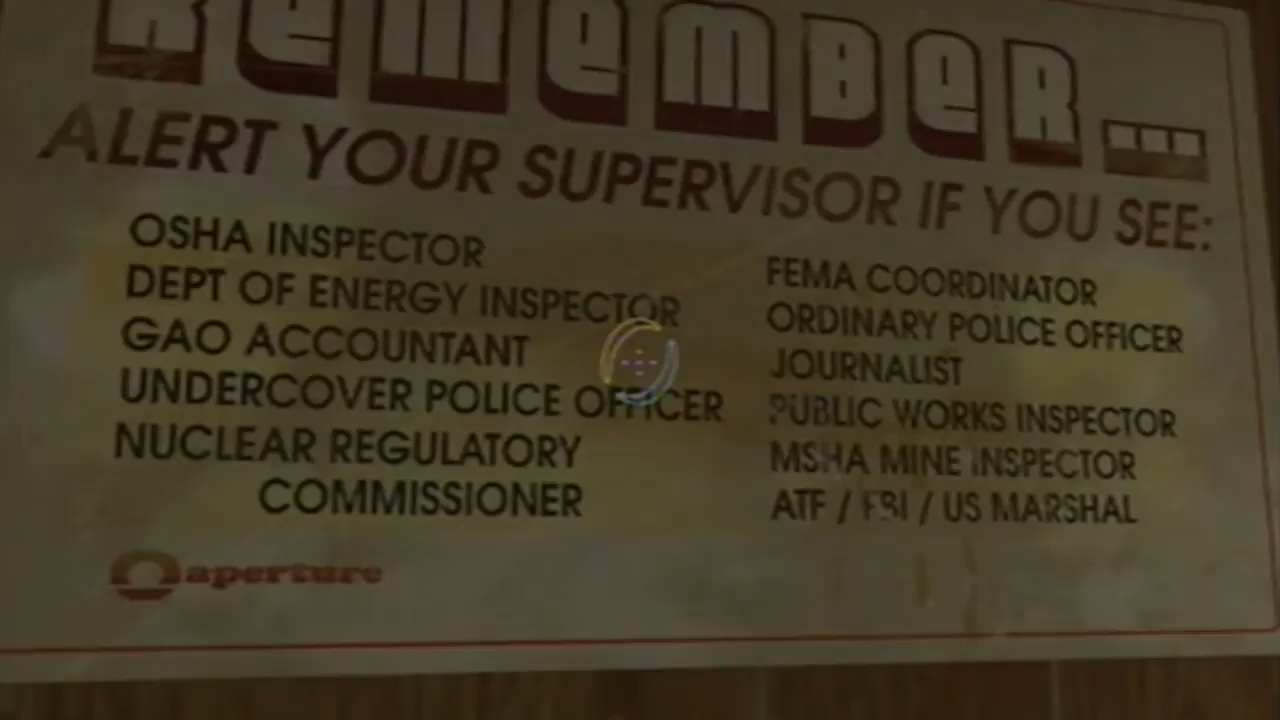 REMEMBER...
ALERT YOUR SUPERVISOR IF YOU SEE:
OSHA INSPECTOR
DEPT OF ENERGY INSPECTOR
GAO ACCOUNTANT
UNDERCOVER POLICE OFFICER
NUCLEAR REGULATORY
COMMISSIONER
FEMA COORDINATOR
ORDINARY POLICE OFFICER
JOURNALIST
PUBLIC WORKS INSPECTOR
MSHA MINE INSPECTOR
ATF / FBI / US MARSHAL
aperture